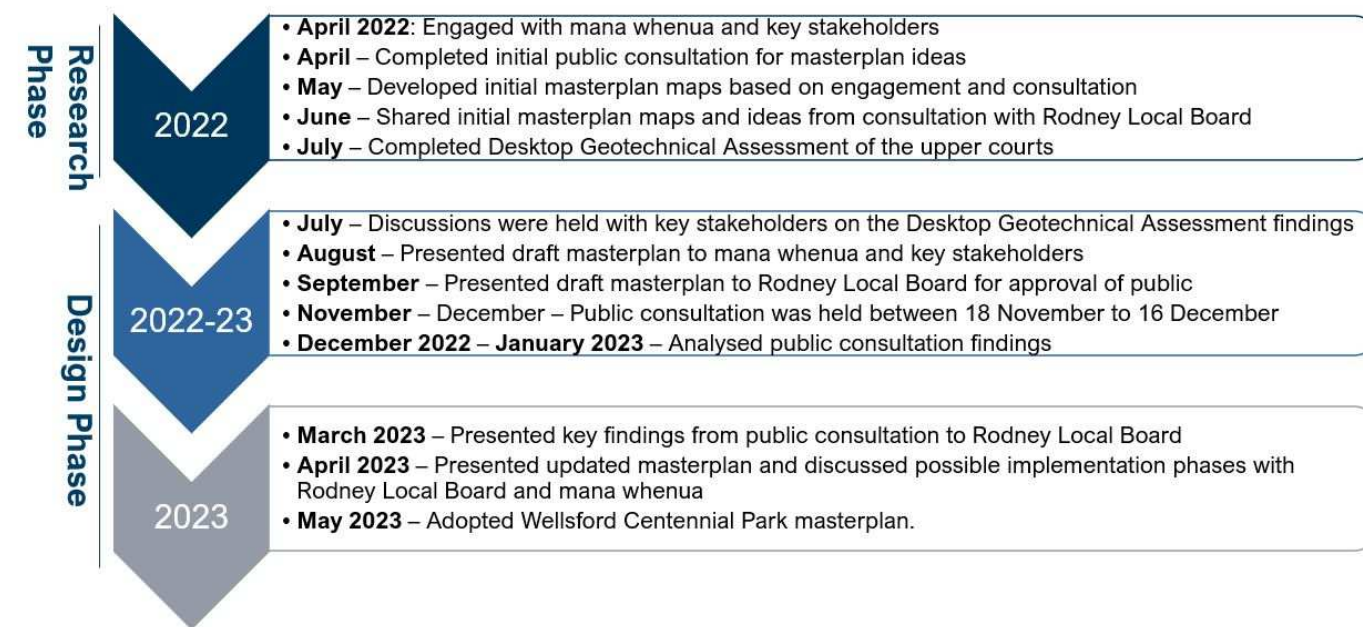 Research
Phase
2022
• April 2022: Engaged with mana whenua and key stakeholders
• April – Completed initial public consultation for masterplan ideas
• May – Developed initial masterplan maps based on engagement and consultation
• June – Shared initial masterplan maps and ideas from consultation with Rodney Local Board
• July – Completed Desktop Geotechnical Assessment of the upper courts
Design Phase
2022-23
• July – Discussions were held with key stakeholders on the Desktop Geotechnical Assessment findings
• August – Presented draft masterplan to mana whenua and key stakeholders
• September – Presented draft masterplan to Rodney Local Board for approval of public
• November – December – Public consultation was held between 18 November to 16 December
• December 2022 – January 2023 – Analysed public consultation findings
2023
• March 2023 – Presented key findings from public consultation to Rodney Local Board
• April 2023 – Presented updated masterplan and discussed possible implementation phases with
Rodney Local Board and mana whenua
• May 2023 – Adopted Wellsford Centennial Park masterplan.